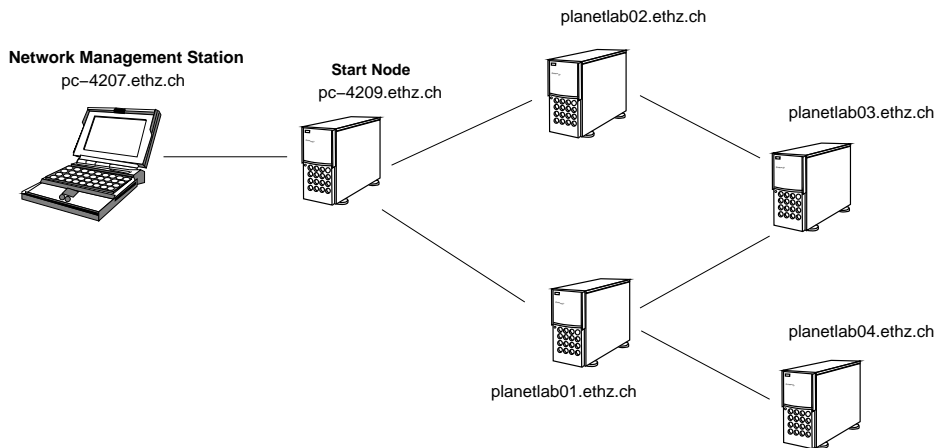 planetlab02.ethz.ch
Network Management Station
pc−4207.ethz.ch
Start Node
pc−4209.ethz.ch
planetlab03.ethz.ch
planetlab04.ethz.ch
planetlab01.ethz.ch